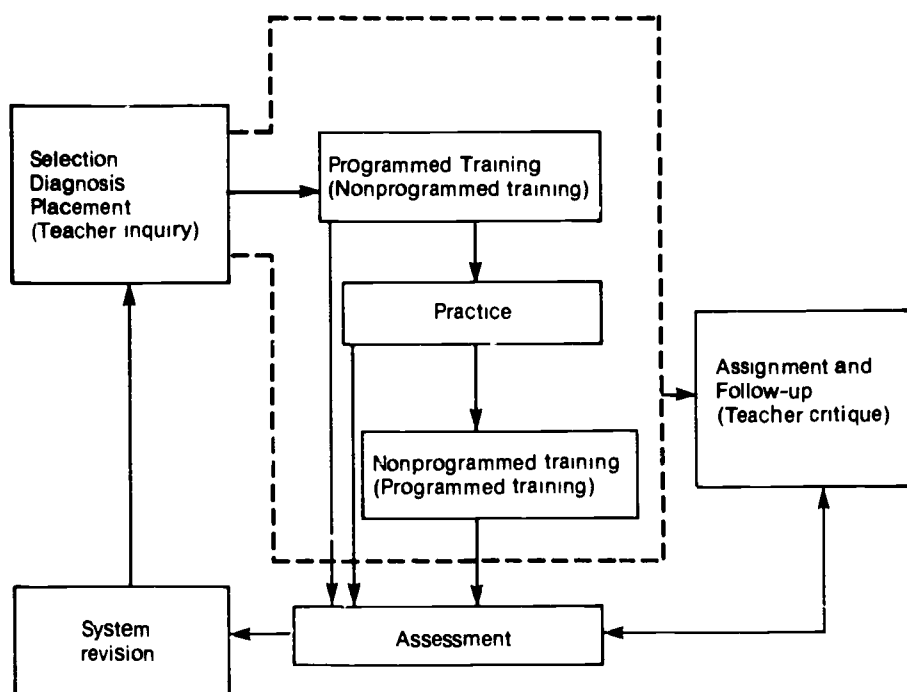 Selection
Diagnosis
Placement
(Teacher inquiry)
Programmed Training
(Nonprogrammed training)
Practice
Nonprogrammed training
(Programmed training)
Assignment and
Follow-up
(Teacher critique)
System
revision
Assessment